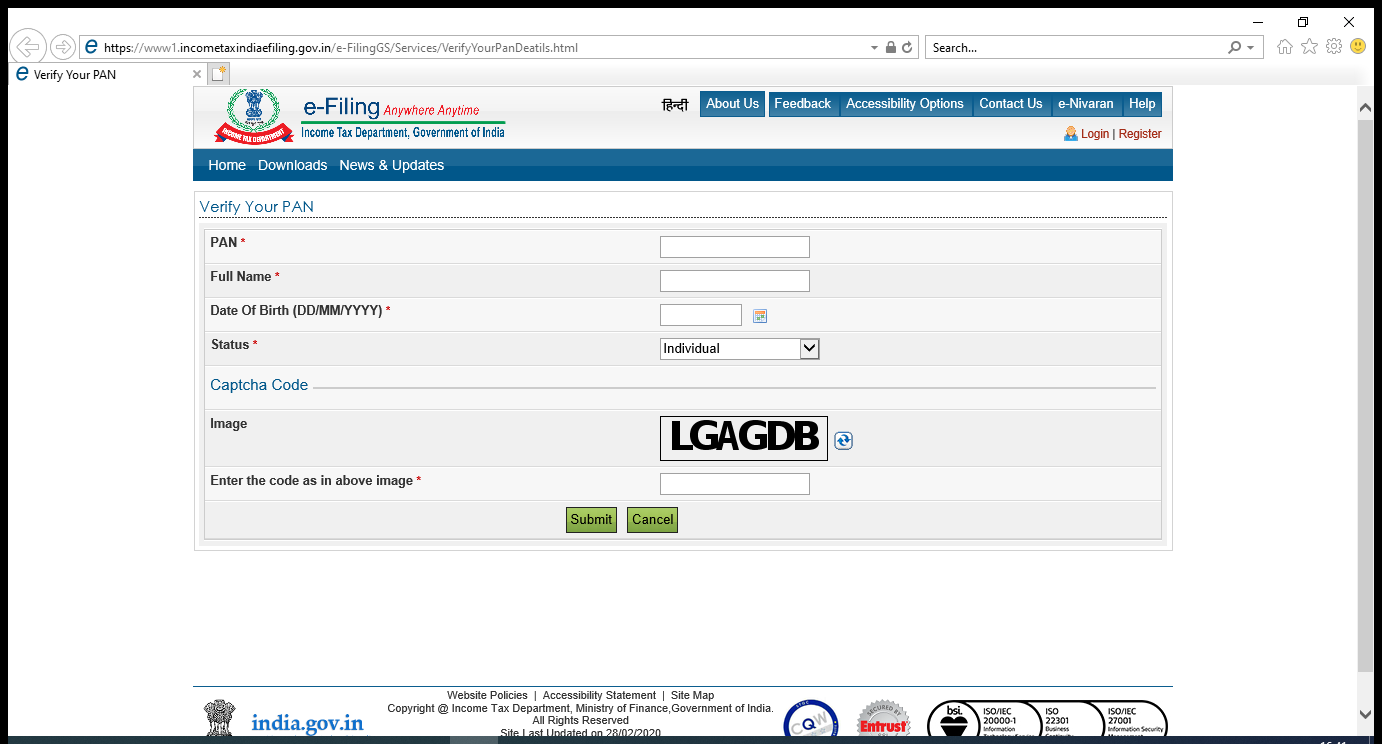 https://www1.incometaxindiaefiling.gov.in/e-FilingGS/Services/VerifyYourPanDeatils.html
Search...
Verify Your PAN
e-Filing Anywhere Anytime
Income Tax Department, Government of India
INCOME TAX DEPARTMENT
हिन्दी About Us Feedback Accessibility Options Contact Us e-Nivaran Help
Login | Register
Home Downloads News & Updates
Verify Your PAN
PAN *
Full Name *
Date Of Birth (DD/MM/YYYY) *
Status * Individual
Captcha Code
Image LGAGDB
Enter the code as in above image *
Submit Cancel
Website Policies | Accessibility Statement | Site Map
Copyright @ Income Tax Department, Ministry of Finance,Government of India.
All Rights Reserved
Site Last Updated on 28/02/2020
india.gov.in
CQW
SECURED BY
Entrust
bsi.
ISO/IEC
20000-1
Information Technology
ISO
22301
Business
ISO/IEC
27001
Information Security